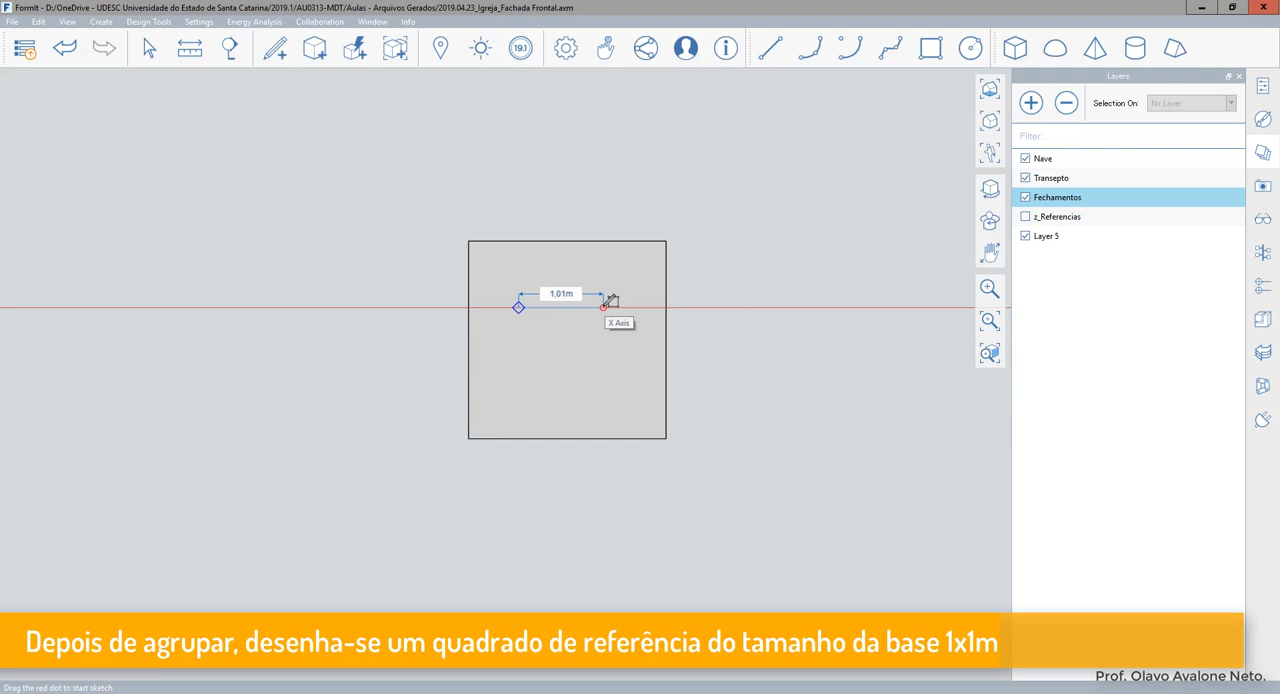 FormIt - D:/OneDrive - UDESC Universidade do Estado de Santa Catarina/2019.1/AU0313-MDT/Aulas - Arquivos Gerados/2019.04.23_Igreja_Fachada Frontal.axm
File Edit View Create Design Tools Settings Energy Analysis Collaboration Window Info
19.1
Layers
Selection On: No Layer
Filter...
Nave
Transepto
Fechamentos
z_Referencias
Layer 5
1,01m
X Axis
Depois de agrupar, desenha-se um quadrado de referência do tamanho da base 1x1m
Prof. Olavo Avalone Neto.
Drag the red dot to start sketch